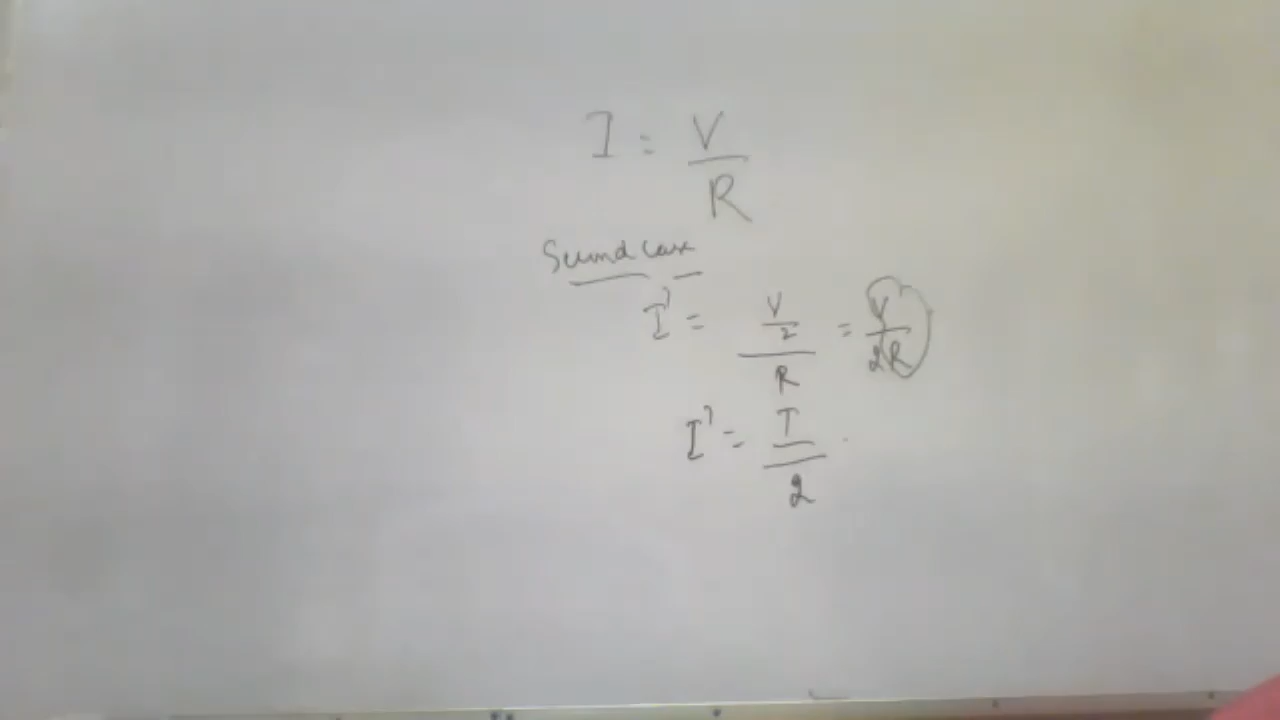 I = V/R
Second case
I' = V/2/R = V/2R
I' = I/2